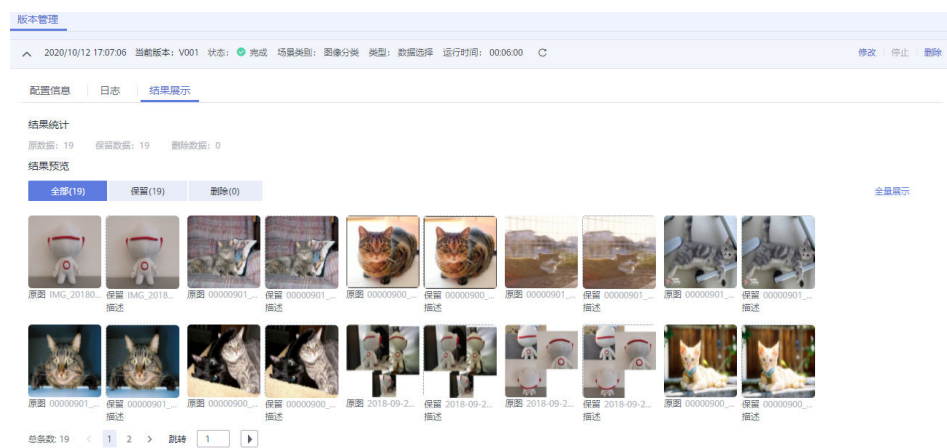 版本管理
2020/10/12 17:07:06 当前版本: V001 状态: 完成 场景类别: 图像分类 类型: 数据选择 运行时间: 00:06:00 修改 停止 删除
配置信息 日志 结果展示
结果统计
原数据: 19 保留数据: 19 删除数据: 0
结果预览
全部(19) 保留(19) 删除(0) 全量展示
原图 IMG_20180... 保留 IMG_2018... 原图 00000901_... 保留 00000901_... 原图 00000900_... 保留 00000900_... 原图 00000901_... 保留 00000901_... 原图 00000901_... 保留 00000901_...
描述 描述 描述 描述 描述
原图 00000901_... 保留 00000901_... 原图 00000900_... 保留 00000900_... 原图 2018-09-2... 保留 2018-09-2... 原图 2018-09-2... 保留 2018-09-2... 原图 00000900_... 保留 00000900_...
描述 描述 描述 描述 描述
总条数: 19 < 1 2 > 跳转 1